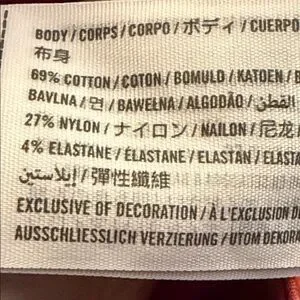 BODY / CORPS / CORPO / ボディ / CUERPO
布身
69% COTTON / COTON / BOMULD / KATOEN /
BAVLNA / 면 / BAWEŁNA / ALGODÃO / القطن /
27% NYLON / ナイロン / NAILON / 尼龙
4% ELASTANE / ÉLASTANE / ELASTAN /
إيلاستين / 彈性纖維
EXCLUSIVE OF DECORATION / À L'EXCLUSION
AUSSCHLIESSLICH VERZIERUNG / UTOM